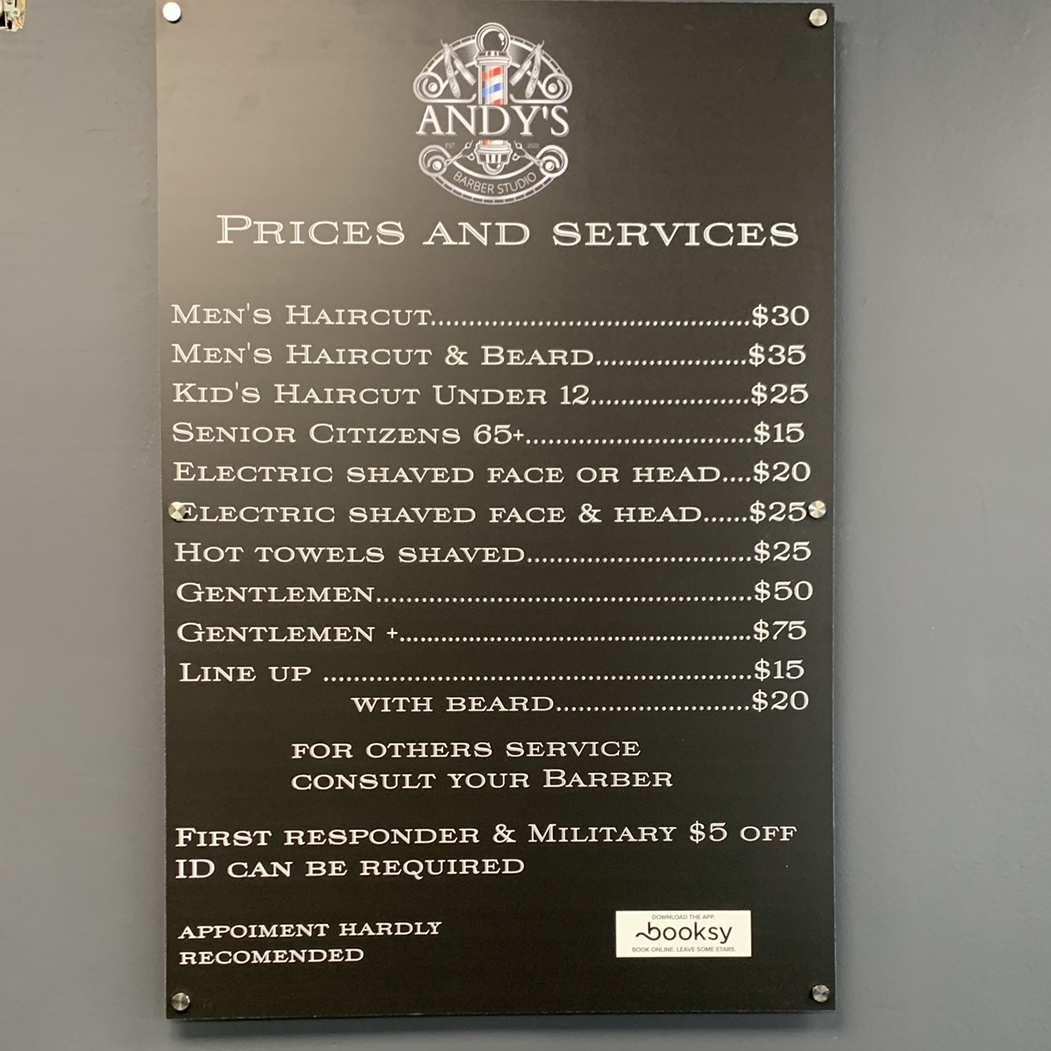 ANDY'S
EST. 2020
BARBER STUDIO
PRICES AND SERVICES
MEN'S HAIRCUT........................................$30
MEN'S HAIRCUT & BEARD...................$35
KID'S HAIRCUT UNDER 12....................$25
SENIOR CITIZENS 65+.............................$15
ELECTRIC SHAVED FACE OR HEAD....$20
ELECTRIC SHAVED FACE & HEAD......$25
HOT TOWELS SHAVED.............................$25
GENTLEMEN................................................$50
GENTLEMEN +.............................................$75
LINE UP ......................................................$15
WITH BEARD.........................$20
FOR OTHERS SERVICE
CONSULT YOUR BARBER
FIRST RESPONDER & MILITARY $5 OFF
ID CAN BE REQUIRED
APPOIMENT HARDLY
RECOMENDED
DOWNLOAD THE APP.
booksy
BOOK ONLINE, LEAVE SOME STARS.